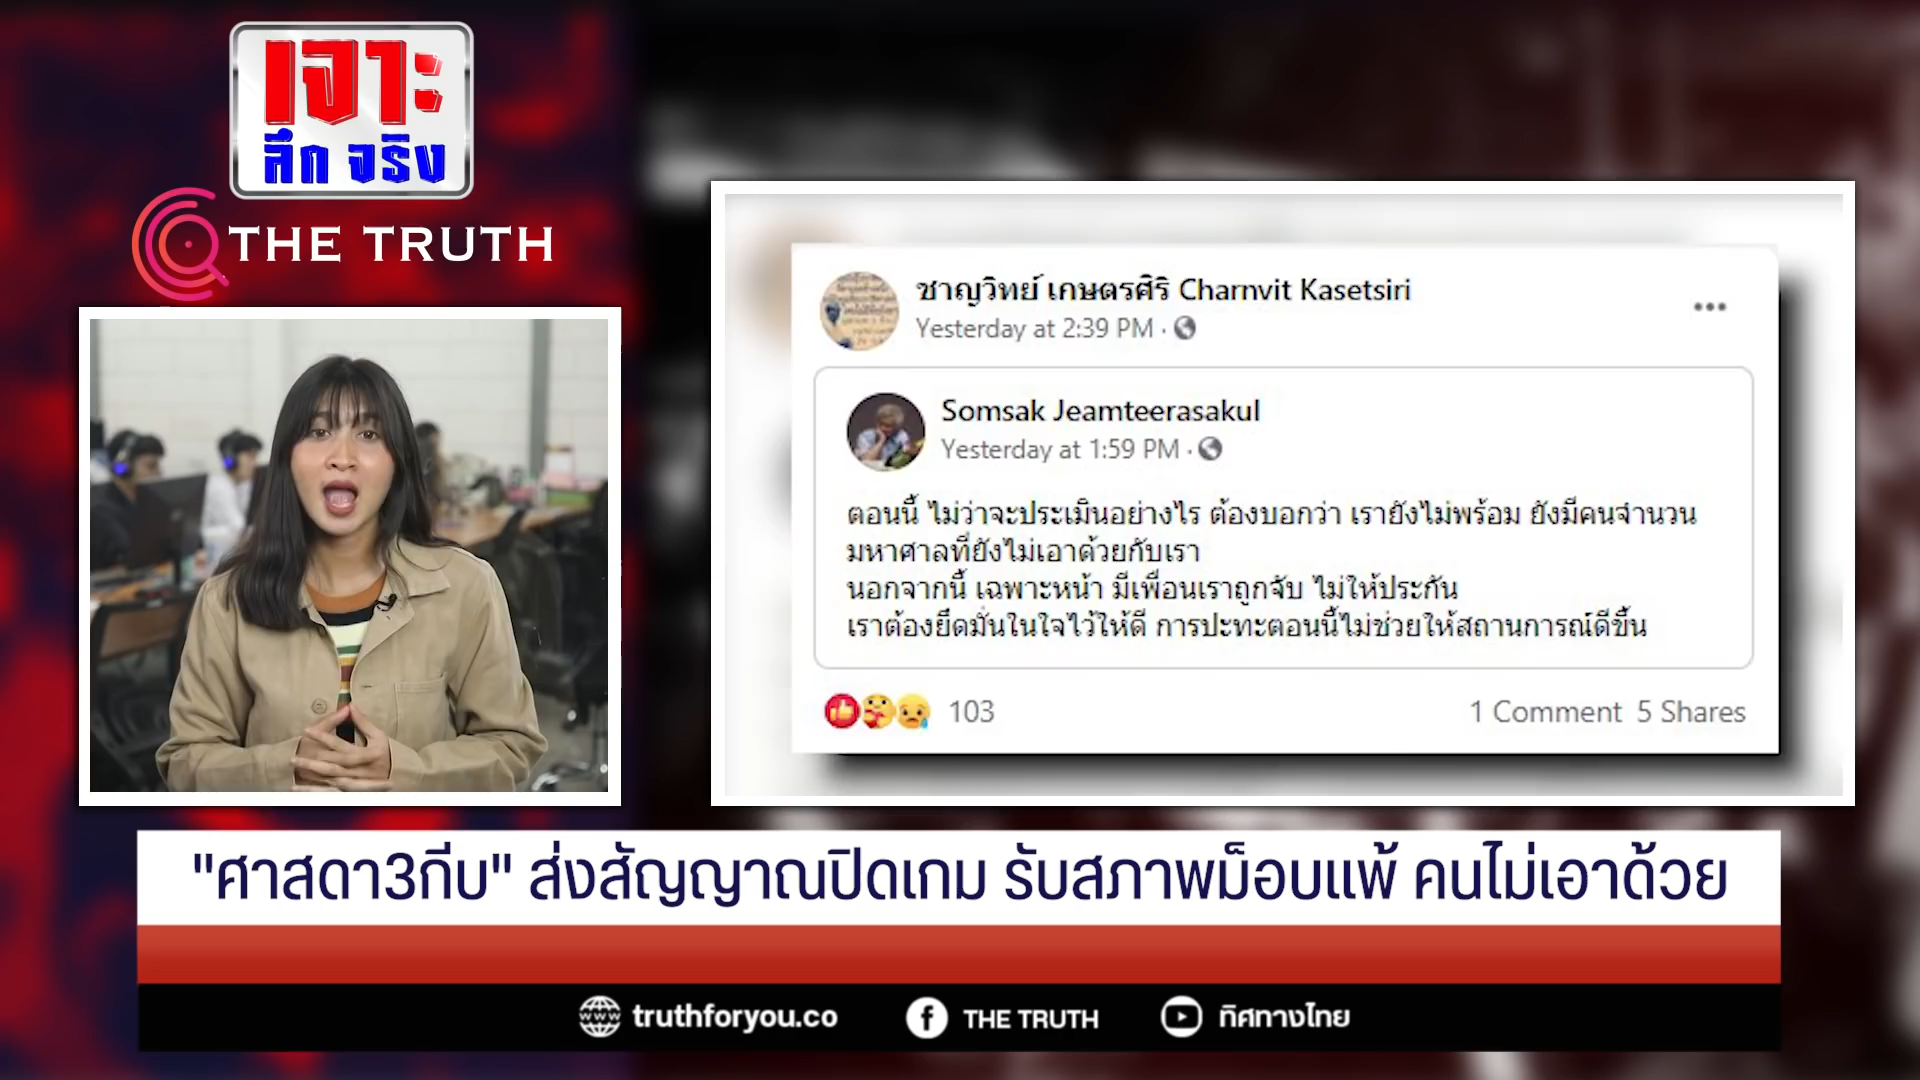 เจาะ
ลึก จริง
THE TRUTH
ชาญวิทย์ เกษตรศิริ Charnvit Kasetsiri
Yesterday at 2:39 PM ·
Somsak Jeamteerasakul
Yesterday at 1:59 PM ·
ตอนนี้ ไม่ว่าจะประเมินอย่างไร ต้องบอกว่า เรายังไม่พร้อม ยังมีคนจำนวน
มหาศาลที่ยังไม่เอาด้วยกับเรา
นอกจากนี้ เฉพาะหน้า มีเพื่อนเราถูกจับ ไม่ให้ประกัน
เราต้องยึดมั่นในใจไว้ให้ดี การปะทะตอนนี้ไม่ช่วยให้สถานการณ์ดีขึ้น
103
1 Comment 5 Shares
"ศาสดา3กีบ" ส่งสัญญาณปิดเกม รับสภาพม็อบแพ้ คนไม่เอาด้วย
www truthforyou.co
THE TRUTH
ทิศทางไทย